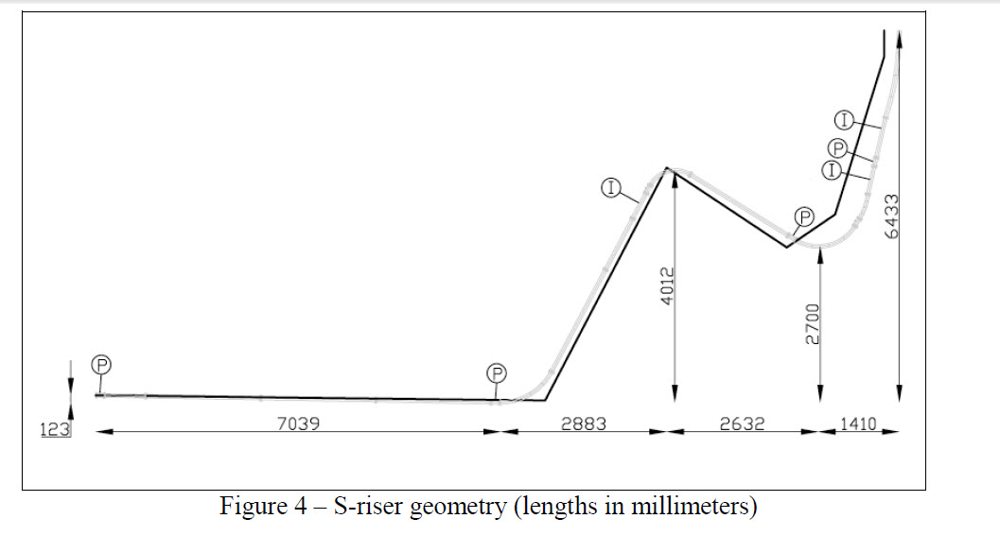 I
P
I
I
P
6433
4012
2700
P
P
123
7039
2883
2632
1410
Figure 4 – S-riser geometry (lengths in millimeters)